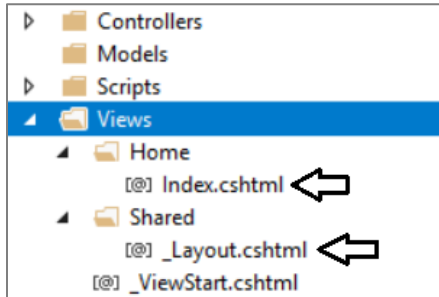 Controllers
Models
Scripts
Views
Home
[@] Index.cshtml
Shared
[@] _Layout.cshtml
[@] _ViewStart.cshtml